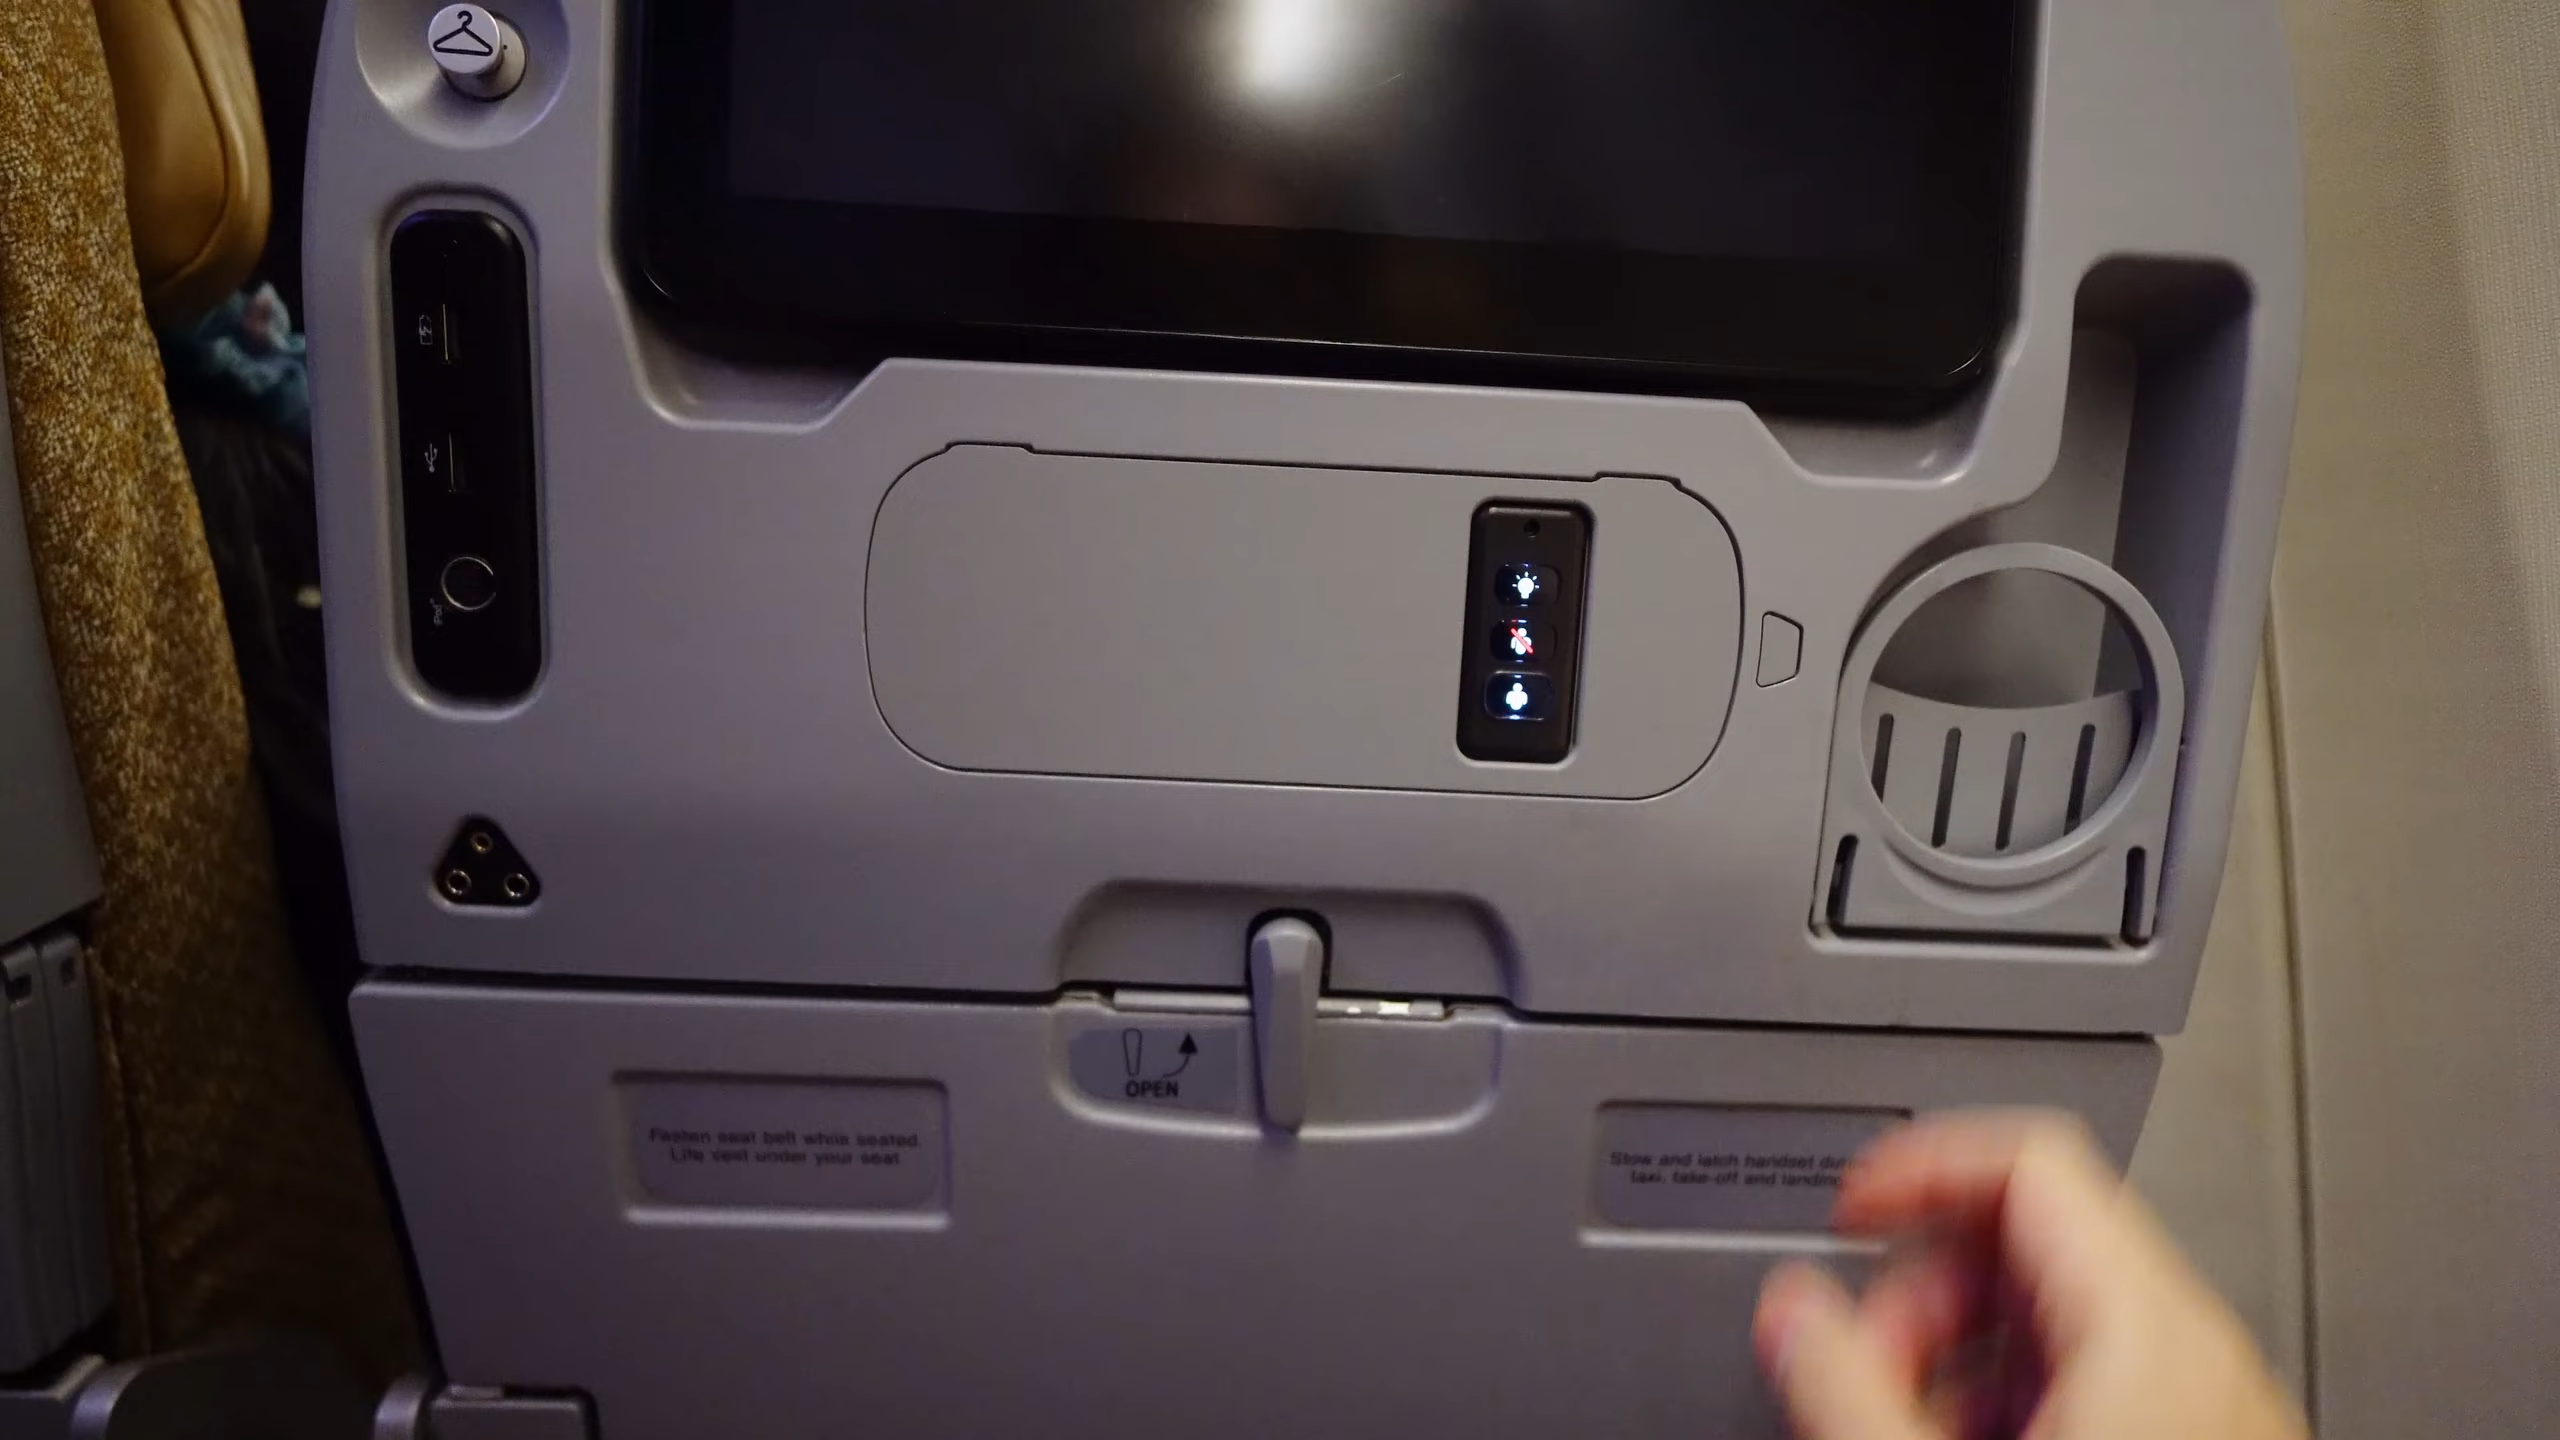 iPod
OPEN
Fasten seat belt while seated.
Life vest under your seat
Stow and latch handset
taxi, take-off and landing